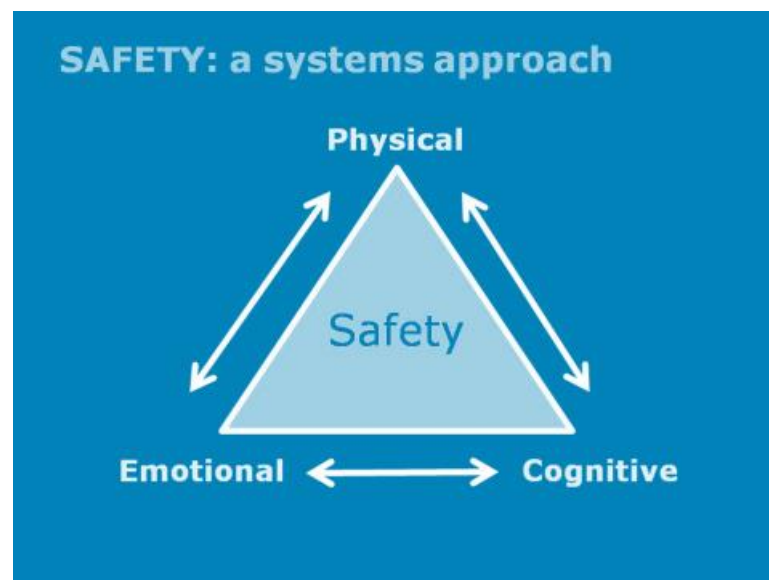 SAFETY: a systems approach
Physical
Safety
Emotional
Cognitive